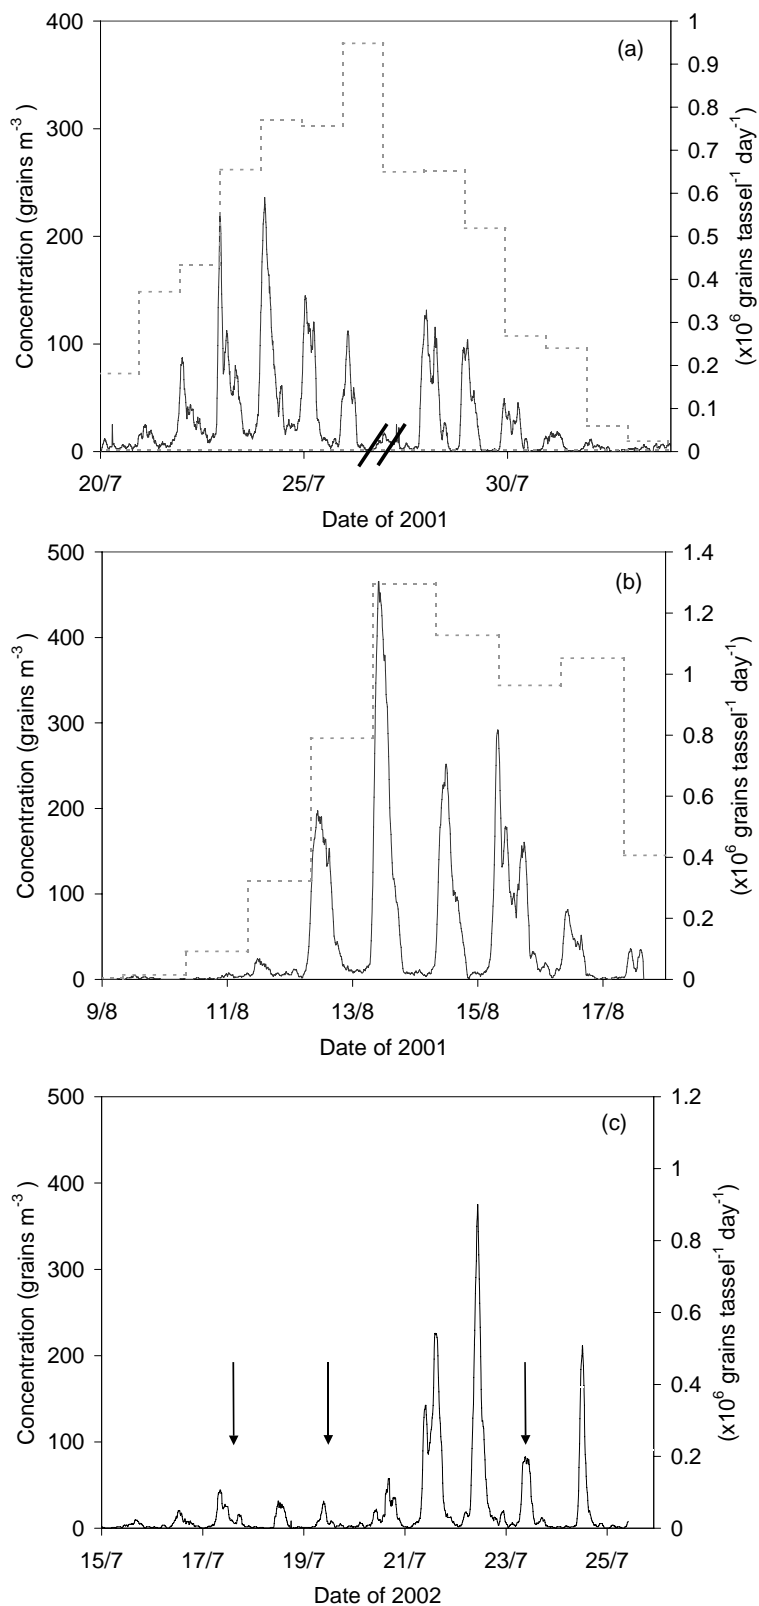 (a)
Concentration (grains m⁻³ )
400
300
200
100
0
1
0.9
0.8
0.7
0.6
0.5
0.4
0.3
0.2
0.1
0
(x10⁶ grains tassel⁻¹ day⁻¹)
20/7 25/7 30/7
Date of 2001
(b)
Concentration (grains m⁻³ )
500
400
300
200
100
0
1.4
1.2
1
0.8
0.6
0.4
0.2
0
(x10⁶ grains tassel⁻¹ day⁻¹)
9/8 11/8 13/8 15/8 17/8
Date of 2001
(c)
Concentration (grains m⁻³)
500
400
300
200
100
0
1.2
1
0.8
0.6
0.4
0.2
0
(x10⁶ grains tassel⁻¹ day⁻¹)
15/7 17/7 19/7 21/7 23/7 25/7
Date of 2002